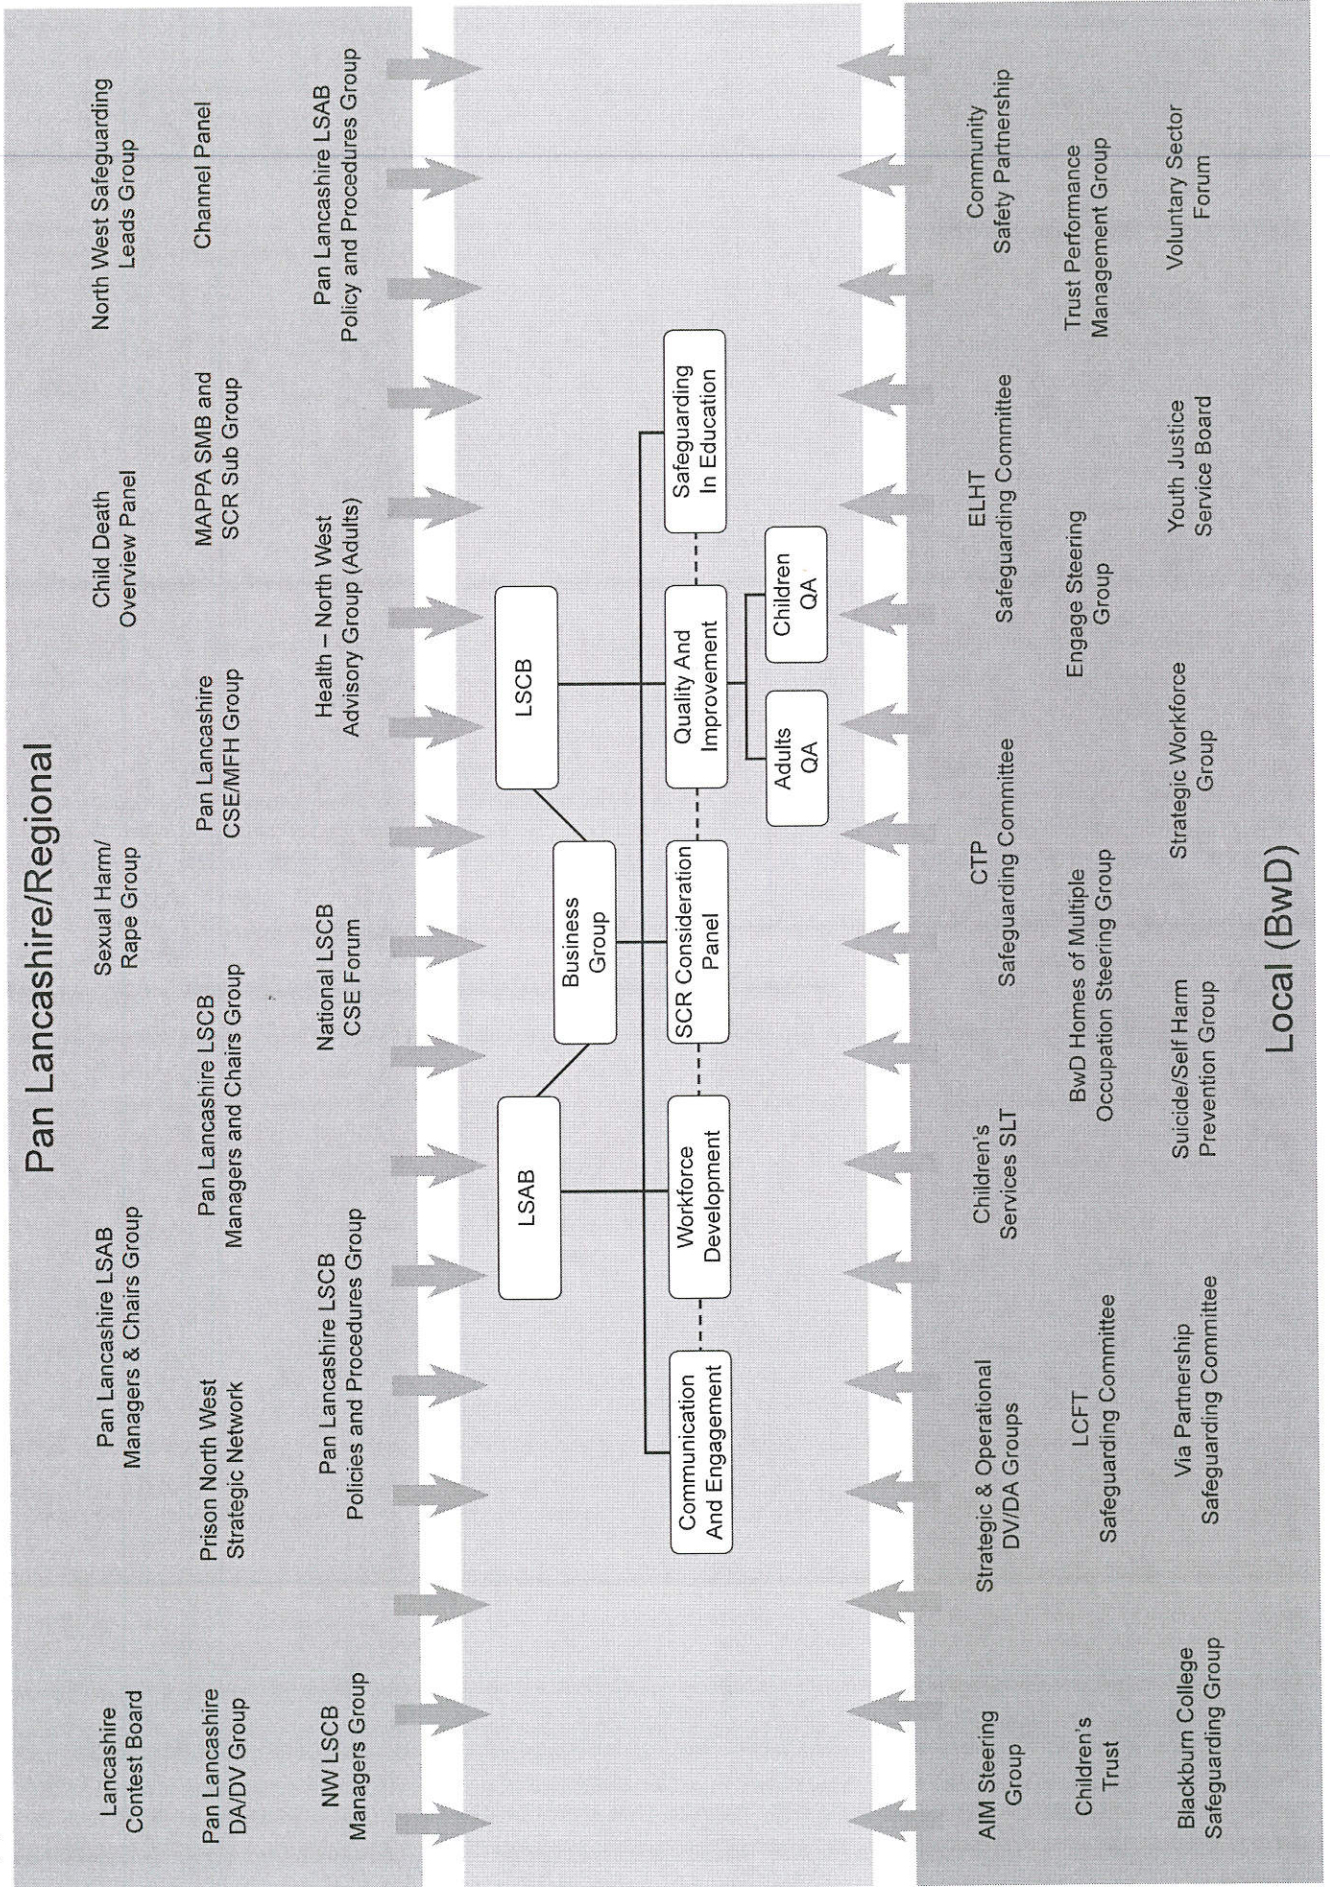 Pan Lancashire/Regional
Lancashire
Contest Board
Pan Lancashire LSAB
Managers & Chairs Group
Sexual Harm/
Rape Group
Child Death
Overview Panel
North West Safeguarding
Leads Group
Pan Lancashire
DA/DV Group
Prison North West
Strategic Network
Pan Lancashire LSCB
Managers and Chairs Group
Pan Lancashire
CSE/MFH Group
MAPPA SMB and
SCR Sub Group
Channel Panel
NW LSCB
Managers Group
Pan Lancashire LSCB
Policies and Procedures Group
National LSCB
CSE Forum
Health – North West
Advisory Group (Adults)
Pan Lancashire LSAB
Policy and Procedures Group
LSAB
Business
Group
LSCB
Communication
And Engagement
Workforce
Development
SCR Consideration
Panel
Quality And
Improvement
Safeguarding
In Education
Adults
QA
Children
QA
AIM Steering
Group
Strategic & Operational
DV/DA Groups
Children's
Services SLT
CTP
Safeguarding Committee
ELHT
Safeguarding Committee
Community
Safety Partnership
Children's
Trust
LCFT
Safeguarding Committee
BwD Homes of Multiple
Occupation Steering Group
Engage Steering
Group
Trust Performance
Management Group
Blackburn College
Safeguarding Group
Via Partnership
Safeguarding Committee
Suicide/Self Harm
Prevention Group
Strategic Workforce
Group
Youth Justice
Service Board
Voluntary Sector
Forum
Local (BwD)